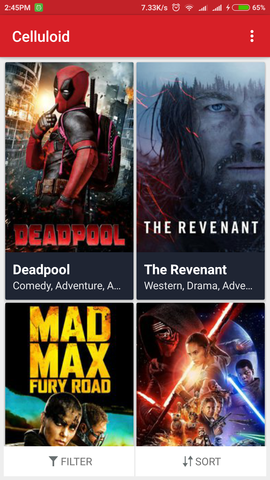 2:45PM 7.33K/s 65%
Celluloid
DEADPOOL
THE REVENANT
Deadpool
Comedy, Adventure, A...
The Revenant
Western, Drama, Adve...
MAD
MAX
FURY ROAD
FILTER
SORT